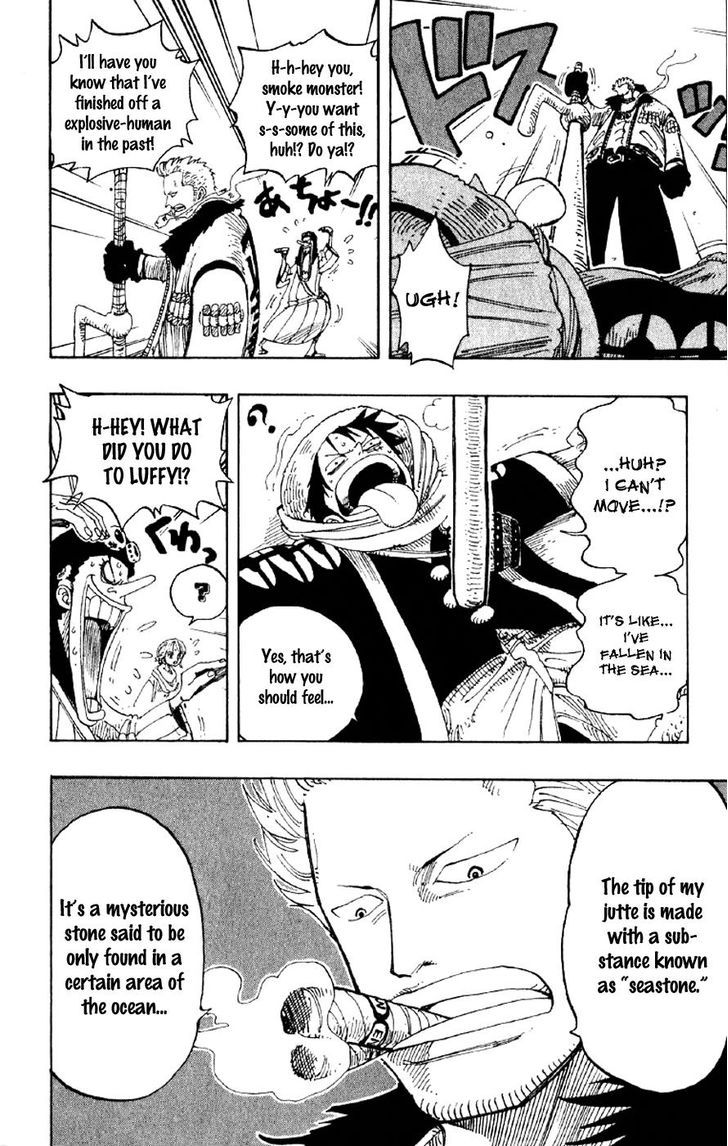 ドスッ
UGH!
H-h-hey you,
smoke monster!
Y-y-you want
s-s-some of this,
huh!? Do ya!?
I'll have you
know that I've
finished off a
explosive-human
in the past!
あちょー!!
...HUH?
I CAN'T
MOVE...!?
IT'S LIKE...
I'VE
FALLEN IN
THE SEA...
?
Yes, that's
how you
should feel...
H-HEY! WHAT
DID YOU DO
TO LUFFY!?
くわっ
?
The tip of my
jutte is made
with a sub-
stance known
as "seastone."
It's a mysterious
stone said to be
only found in a
certain area of
the ocean...